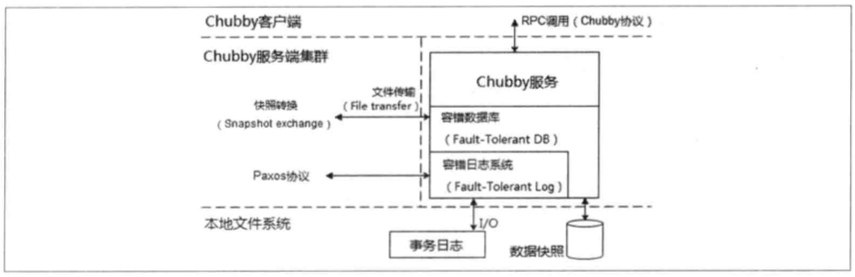 Chubby客户端
RPC调用（Chubby协议）
Chubby服务端集群
Chubby服务
文件传输
（File transfer）
快照转换
（Snapshot exchange）
容错数据库
（Fault-Tolerant DB）
容错日志系统
（Fault-Tolerant Log）
Paxos协议
本地文件系统
I/O
事务日志
数据快照